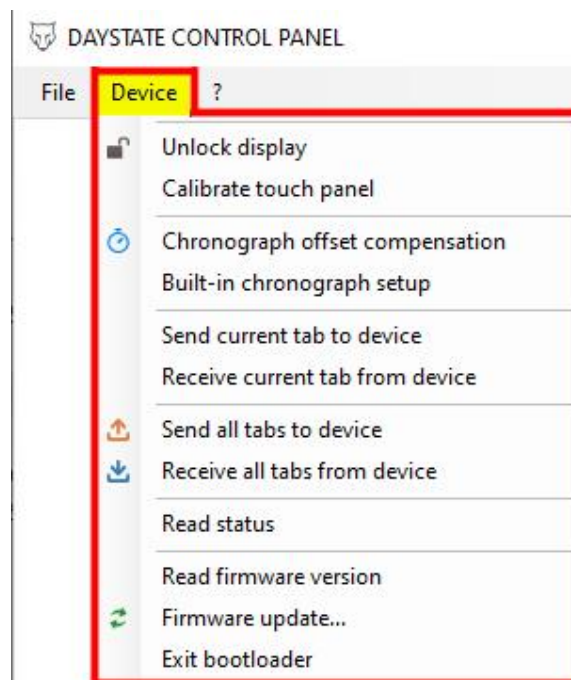 DAYSTATE CONTROL PANEL
File Device ?
Unlock display
Calibrate touch panel
Chronograph offset compensation
Built-in chronograph setup
Send current tab to device
Receive current tab from device
Send all tabs to device
Receive all tabs from device
Read status
Read firmware version
Firmware update...
Exit bootloader